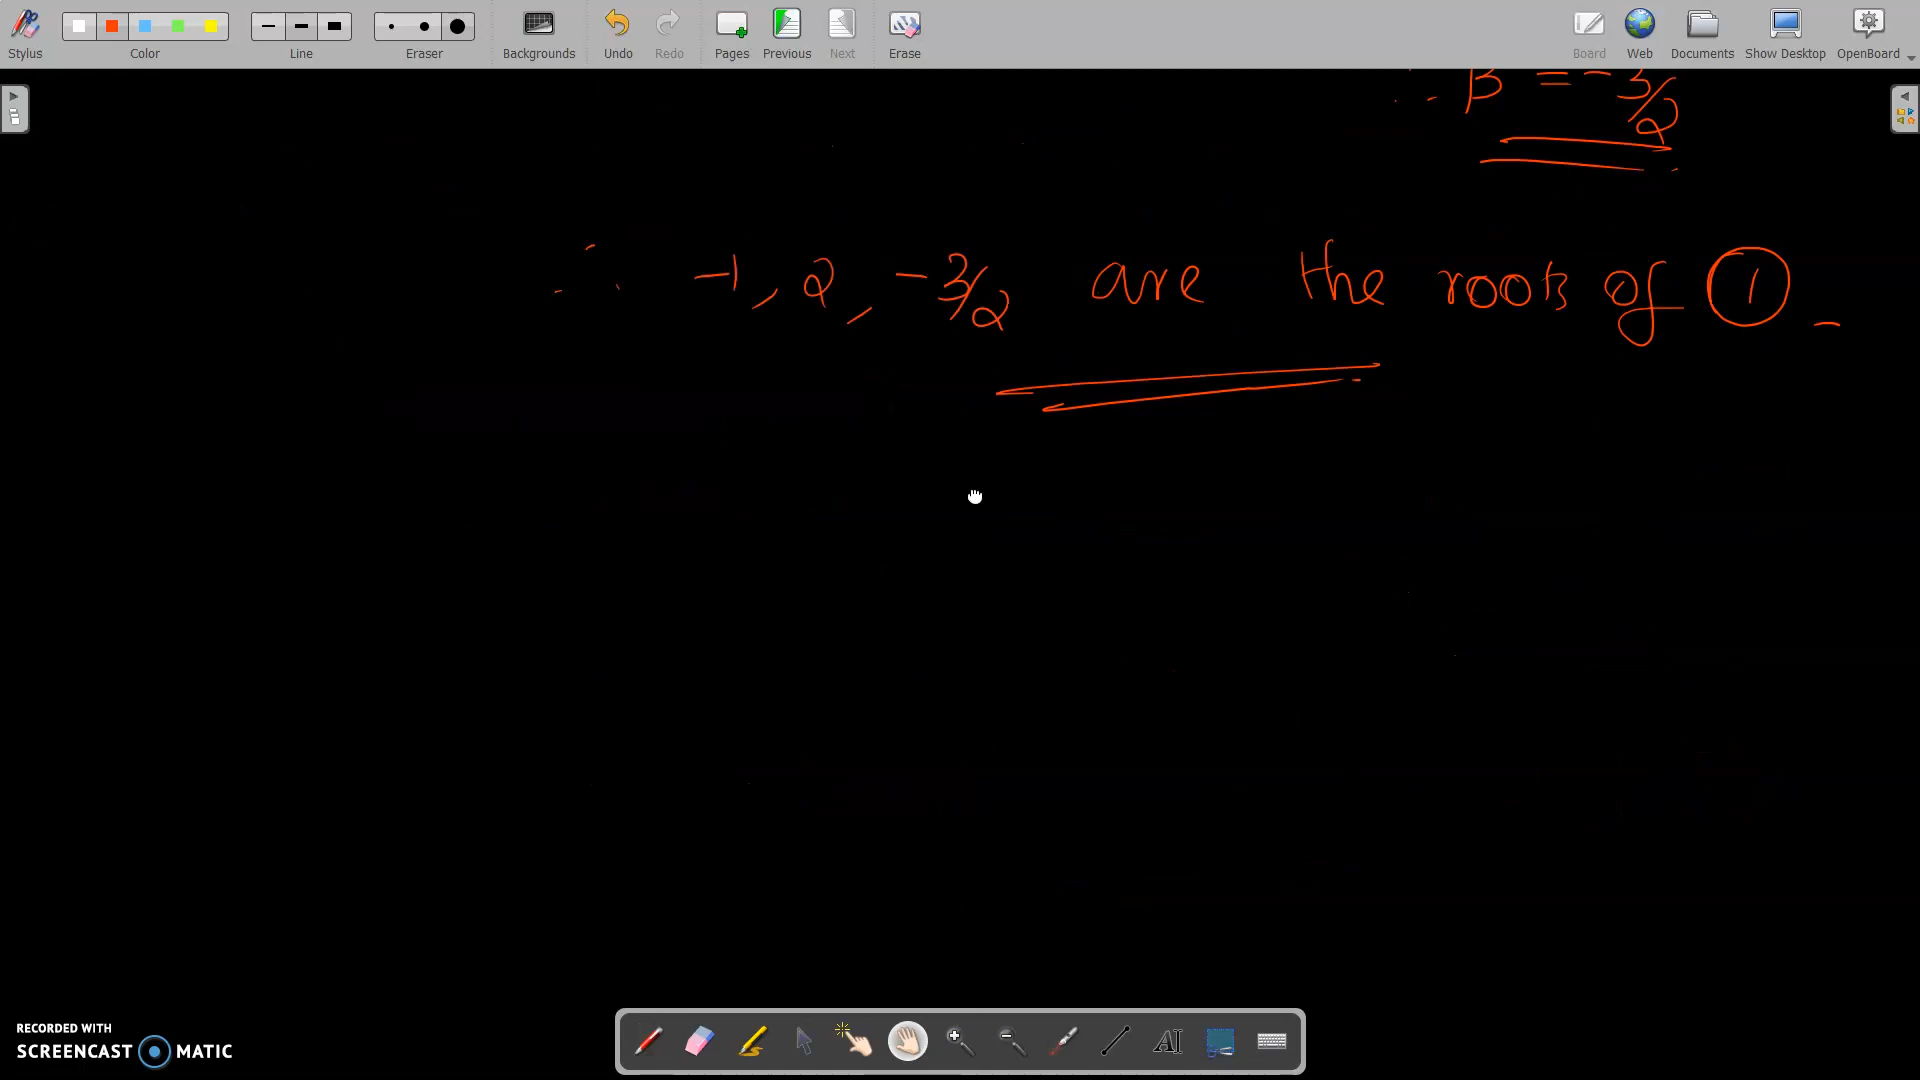 Stylus Color Line Eraser Backgrounds Undo Redo Pages Previous Next Erase Board Web Documents Show Desktop OpenBoard
∴ β = -3/2
∴ -1, 2, -3/2 are the roots of ①
AI
RECORDED WITH
SCREENCAST MATIC